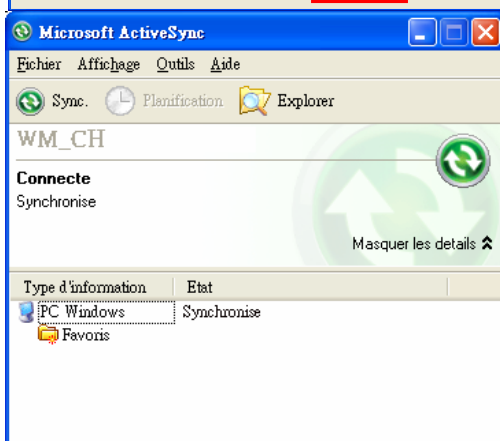 Microsoft ActiveSync
Fichier Affichage Outils Aide
Sync. Planification Explorer
WM_CH
Connecte
Synchronise
Masquer les details
Type d'information Etat
PC Windows Synchronise
Favoris